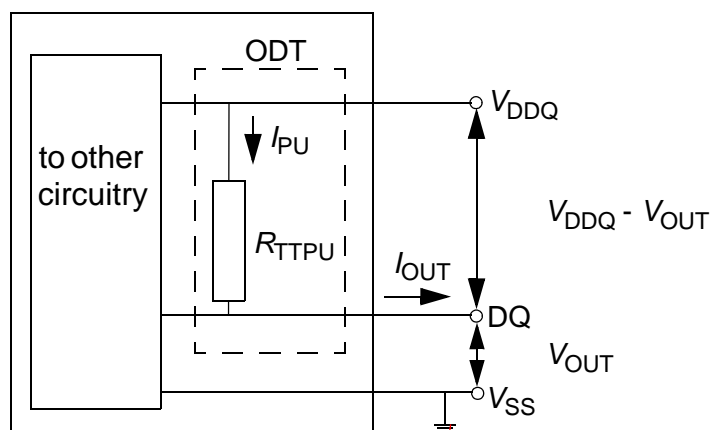 ODT
V_DDQ
to other
circuitry
I_PU
V_DDQ - V_OUT
R_TTPU
I_OUT
DQ
V_OUT
V_SS